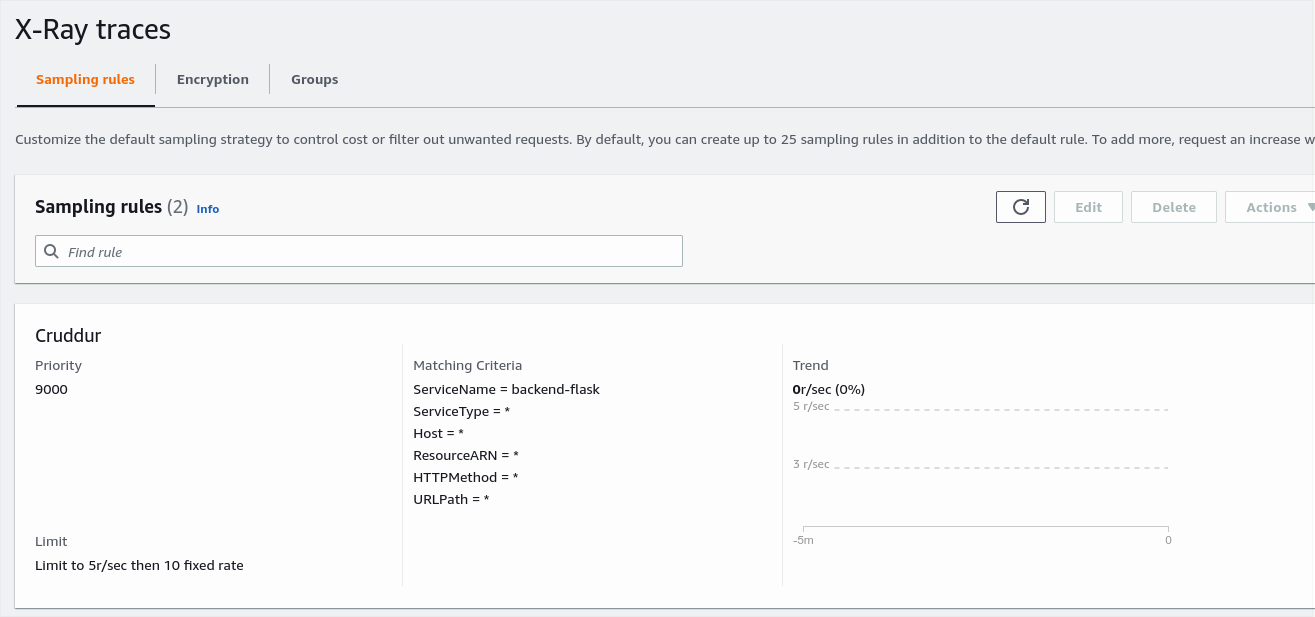 X-Ray traces
Sampling rules
Encryption
Groups
Customize the default sampling strategy to control cost or filter out unwanted requests. By default, you can create up to 25 sampling rules in addition to the default rule. To add more, request an increase w
Sampling rules (2) Info
Edit
Delete
Actions
Find rule
Cruddur
Priority
9000
Limit
Limit to 5r/sec then 10 fixed rate
Matching Criteria
ServiceName = backend-flask
ServiceType = *
Host = *
ResourceARN = *
HTTPMethod = *
URLPath = *
Trend
0r/sec (0%)
5 r/sec
3 r/sec
-5m
0